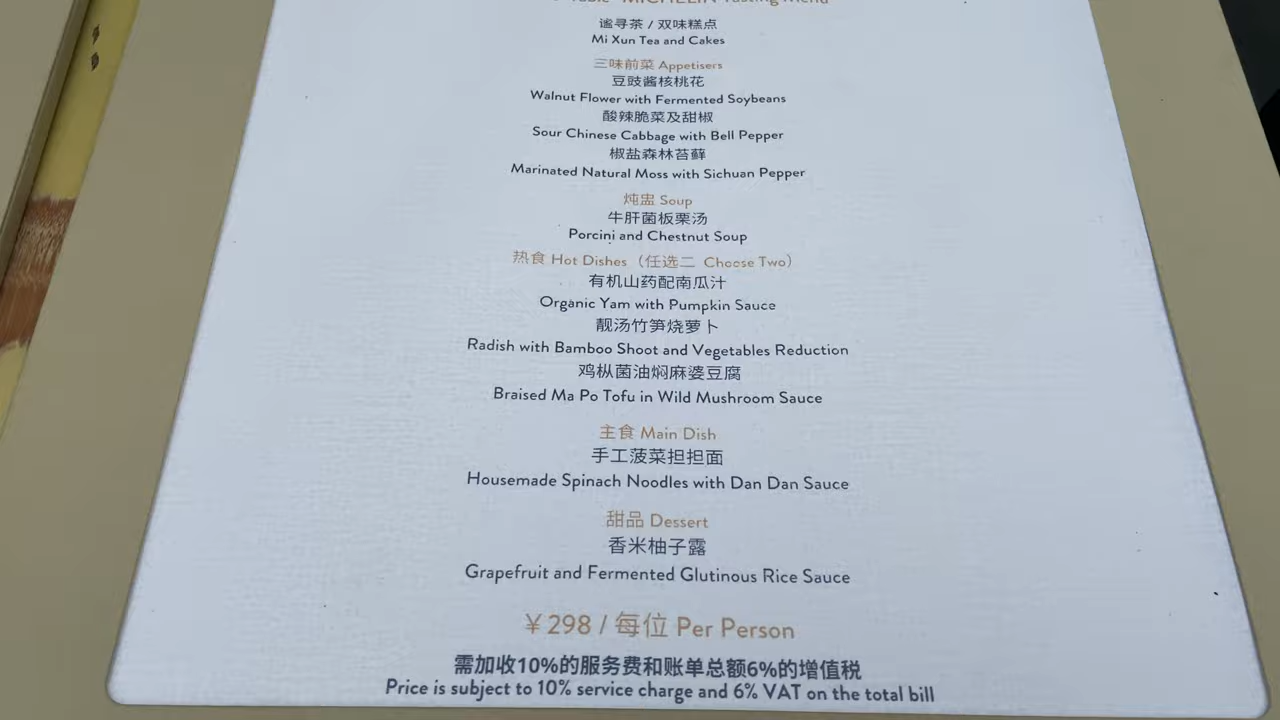 MICHELIN Tasting Menu
谧寻茶 / 双味糕点
Mi Xun Tea and Cakes
三味前菜 Appetisers
豆豉酱核桃花
Walnut Flower with Fermented Soybeans
酸辣脆菜及甜椒
Sour Chinese Cabbage with Bell Pepper
椒盐森林苔藓
Marinated Natural Moss with Sichuan Pepper
炖盅 Soup
牛肝菌板栗汤
Porcini and Chestnut Soup
热食 Hot Dishes（任选二 Choose Two）
有机山药配南瓜汁
Organic Yam with Pumpkin Sauce
靓汤竹笋烧萝卜
Radish with Bamboo Shoot and Vegetables Reduction
鸡枞菌油焖麻婆豆腐
Braised Ma Po Tofu in Wild Mushroom Sauce
主食 Main Dish
手工菠菜担担面
Housemade Spinach Noodles with Dan Dan Sauce
甜品 Dessert
香米柚子露
Grapefruit and Fermented Glutinous Rice Sauce
￥298 / 每位 Per Person
需加收10%的服务费和账单总额6%的增值税
Price is subject to 10% service charge and 6% VAT on the total bill